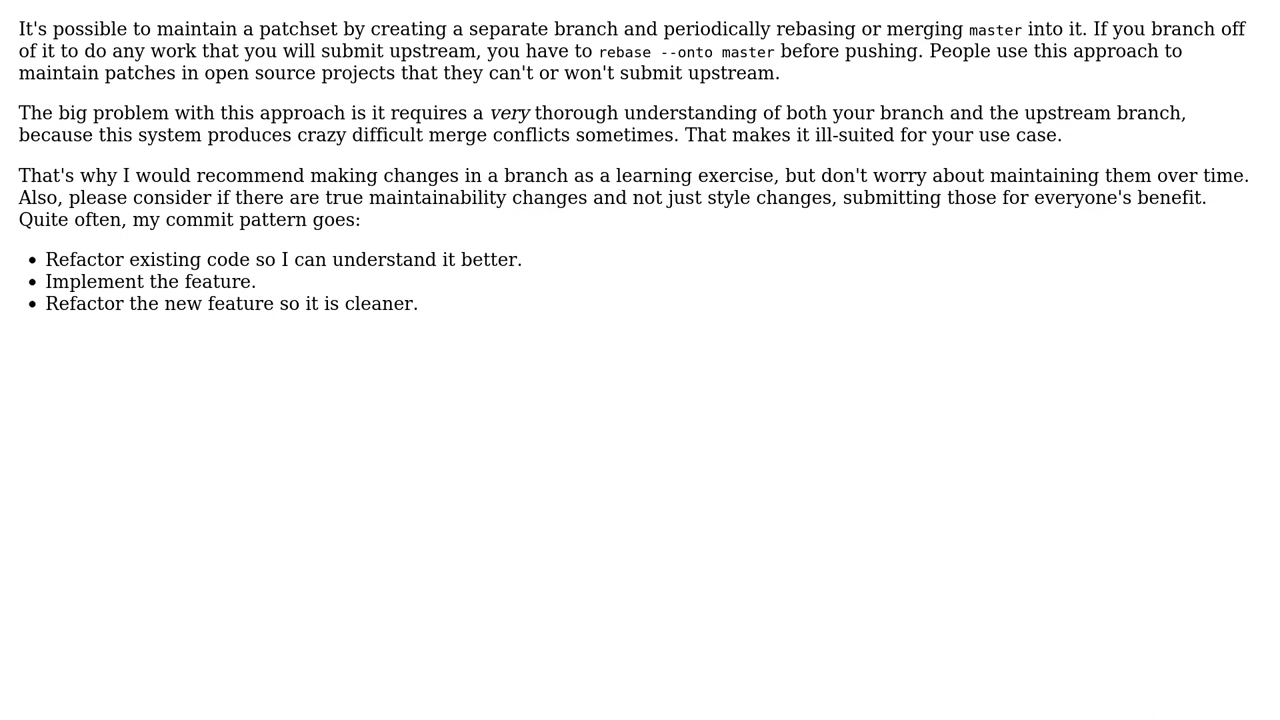 It's possible to maintain a patchset by creating a separate branch and periodically rebasing or merging master into it. If you branch off
of it to do any work that you will submit upstream, you have to rebase --onto master before pushing. People use this approach to
maintain patches in open source projects that they can't or won't submit upstream.
The big problem with this approach is it requires a very thorough understanding of both your branch and the upstream branch,
because this system produces crazy difficult merge conflicts sometimes. That makes it ill-suited for your use case.
That's why I would recommend making changes in a branch as a learning exercise, but don't worry about maintaining them over time.
Also, please consider if there are true maintainability changes and not just style changes, submitting those for everyone's benefit.
Quite often, my commit pattern goes:
• Refactor existing code so I can understand it better.
• Implement the feature.
• Refactor the new feature so it is cleaner.